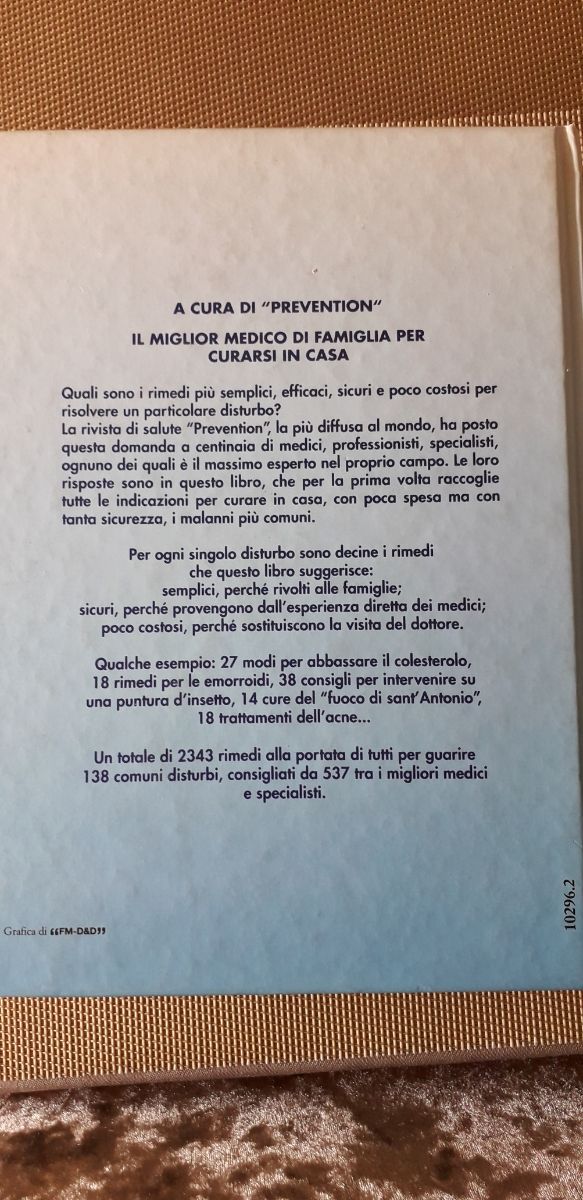 A CURA DI "PREVENTION"
IL MIGLIOR MEDICO DI FAMIGLIA PER
CURARSI IN CASA
Quali sono i rimedi più semplici, efficaci, sicuri e poco costosi per
risolvere un particolare disturbo?
La rivista di salute "Prevention", la più diffusa al mondo, ha posto
questa domanda a centinaia di medici, professionisti, specialisti,
ognuno dei quali è il massimo esperto nel proprio campo. Le loro
risposte sono in questo libro, che per la prima volta raccoglie
tutte le indicazioni per curare in casa, con poca spesa ma con
tanta sicurezza, i malanni più comuni.
Per ogni singolo disturbo sono decine i rimedi
che questo libro suggerisce:
semplici, perché rivolti alle famiglie;
sicuri, perché provengono dall'esperienza diretta dei medici;
poco costosi, perché sostituiscono la visita del dottore.
Qualche esempio: 27 modi per abbassare il colesterolo,
18 rimedi per le emorroidi, 38 consigli per intervenire su
una puntura d'insetto, 14 cure del "fuoco di sant'Antonio",
18 trattamenti dell'acne...
Un totale di 2343 rimedi alla portata di tutti per guarire
138 comuni disturbi, consigliati da 537 tra i migliori medici
e specialisti.
10296.2
Grafica di "FM-D&D"